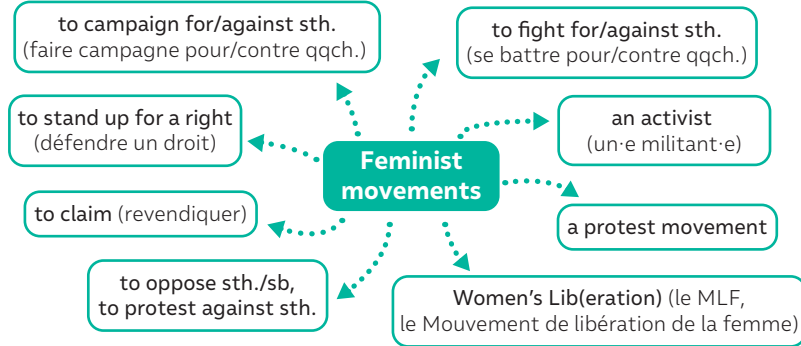 to campaign for/against sth.
(faire campagne pour/contre qqch.)
to fight for/against sth.
(se battre pour/contre qqch.)
to stand up for a right
(défendre un droit)
an activist
(un·e militant·e)
Feminist
movements
to claim (revendiquer)
a protest movement
to oppose sth./sb,
to protest against sth.
Women's Lib(eration) (le MLF,
le Mouvement de libération de la femme)